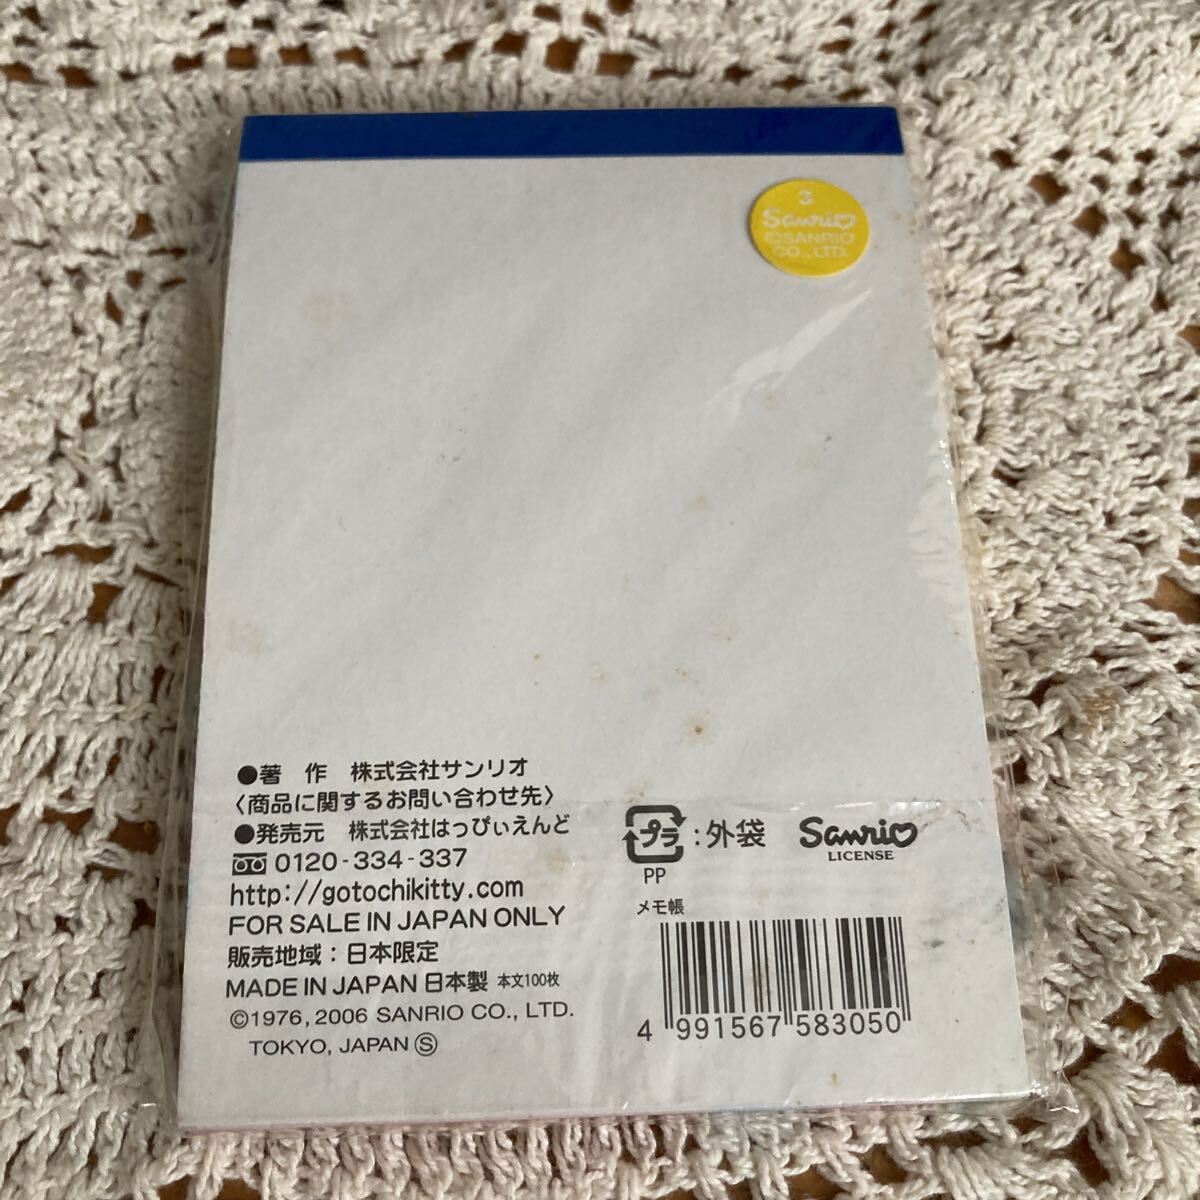 3
Sanrio
©SANRIO
CO., LTD.
●著 作 株式会社サンリオ
〈商品に関するお問い合わせ先〉
●発売元 株式会社はっぴぃえんど
0120-334-337
http://gotochikitty.com
FOR SALE IN JAPAN ONLY
販売地域：日本限定
MADE IN JAPAN 日本製 本文100枚
©1976, 2006 SANRIO CO., LTD.
TOKYO, JAPAN Ⓢ
プラ：外袋
PP
Sanrio
LICENSE
メモ帳
4 991567 583050